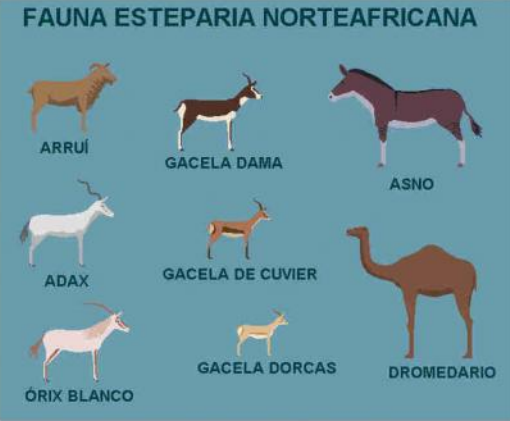 FAUNA ESTEPARIA NORTEAFRICANA
ARRUÍ
GACELA DAMA
ASNO
ADAX
GACELA DE CUVIER
ÓRIX BLANCO
GACELA DORCAS
DROMEDARIO